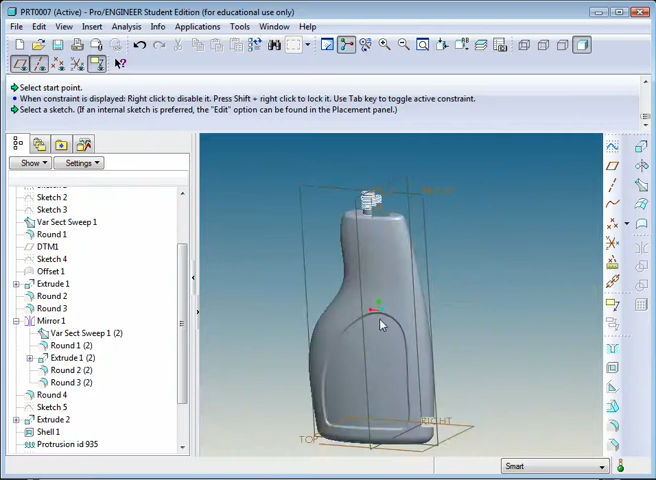 PRT0007 (Active) - Pro/ENGINEER Student Edition (for educational use only)
File Edit View Insert Analysis Info Applications Tools Window Help
Select start point.
When constraint is displayed: Right click to disable it. Press Shift + right click to lock it. Use Tab key to toggle active constraint.
Select a sketch. (If an internal sketch is preferred, the "Edit" option can be found in the Placement panel.)
Show Settings
Sketch 2
Sketch 3
Var Sect Sweep 1
Round 1
DTM1
Sketch 4
Offset 1
Extrude 1
Round 2
Round 3
Mirror 1
Var Sect Sweep 1 (2)
Round 1 (2)
Extrude 1 (2)
Round 2 (2)
Round 3 (2)
Round 4
Sketch 5
Extrude 2
Shell 1
Protrusion id 935
RIGHT
TOP
Smart